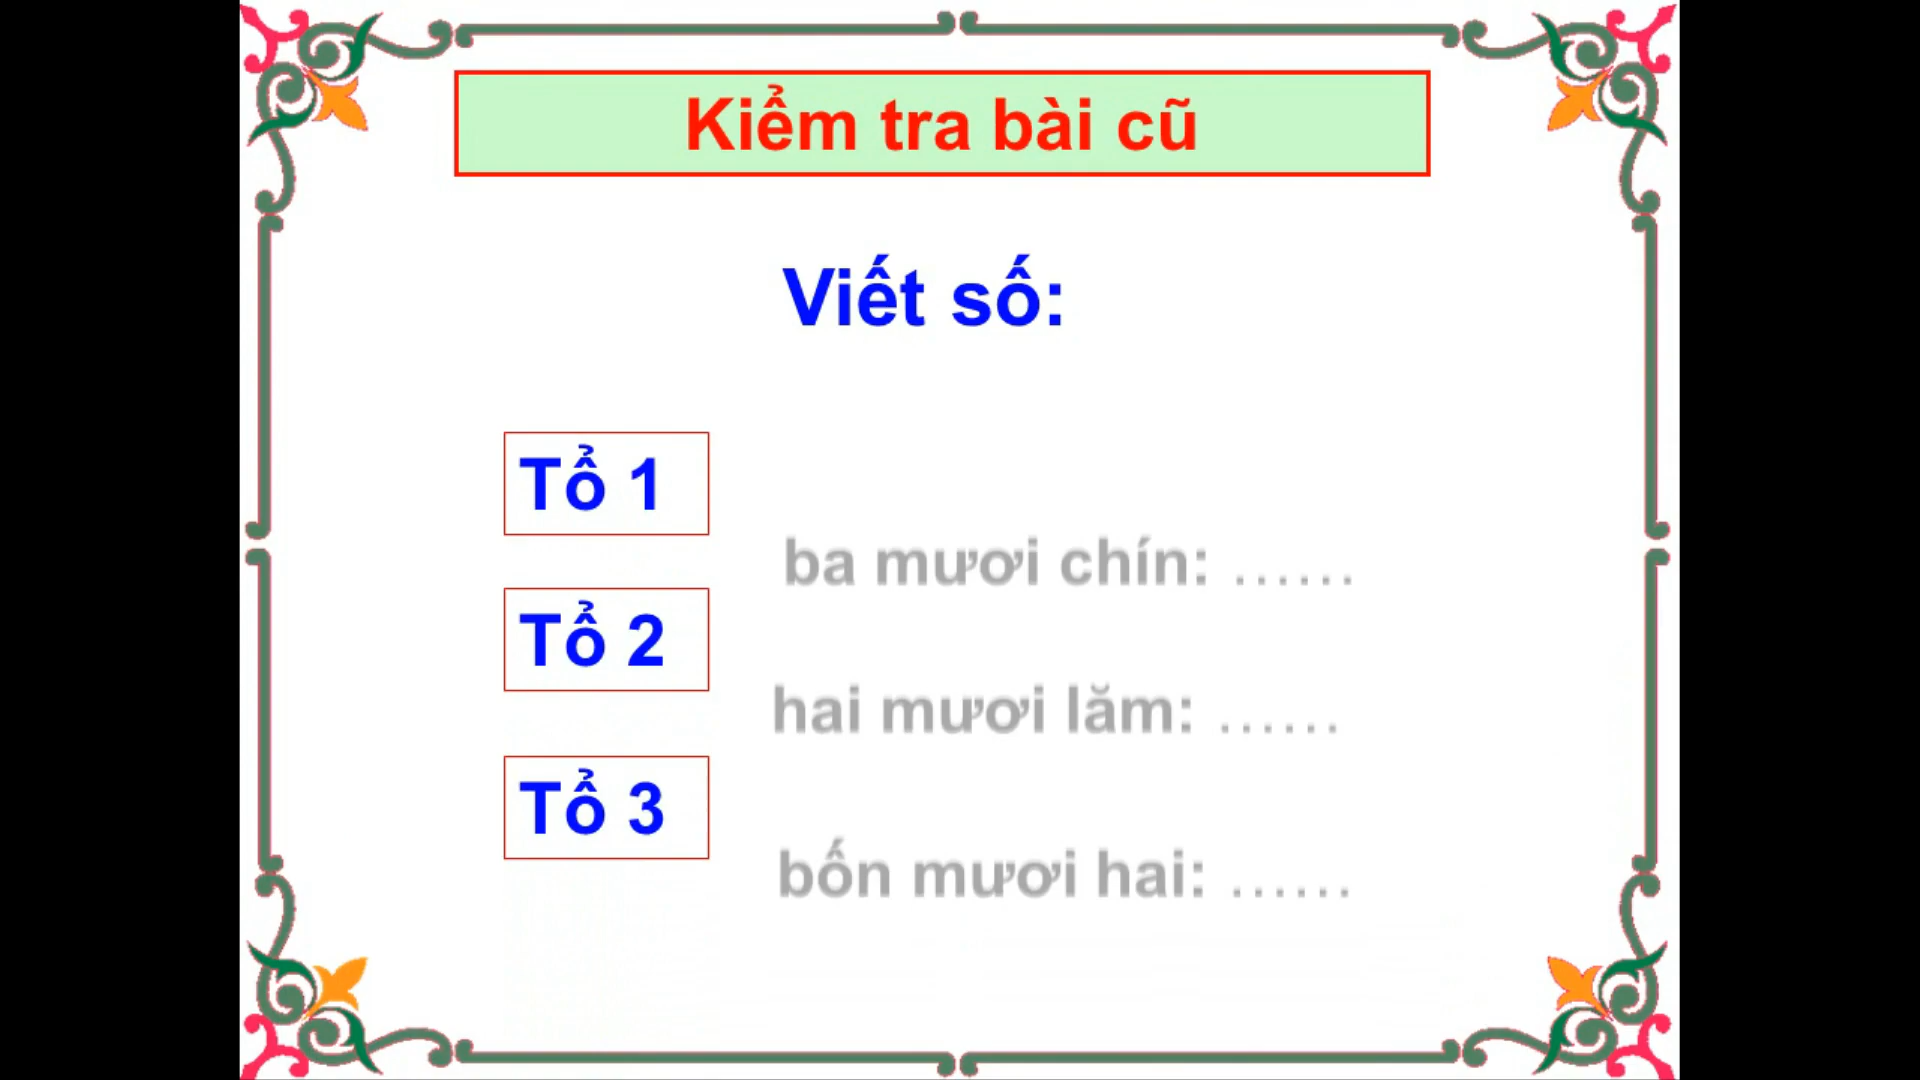 Kiểm tra bài cũ
Viết số:
Tổ 1
ba mươi chín: ......
Tổ 2
hai mươi lăm: ......
Tổ 3
bốn mươi hai: ......